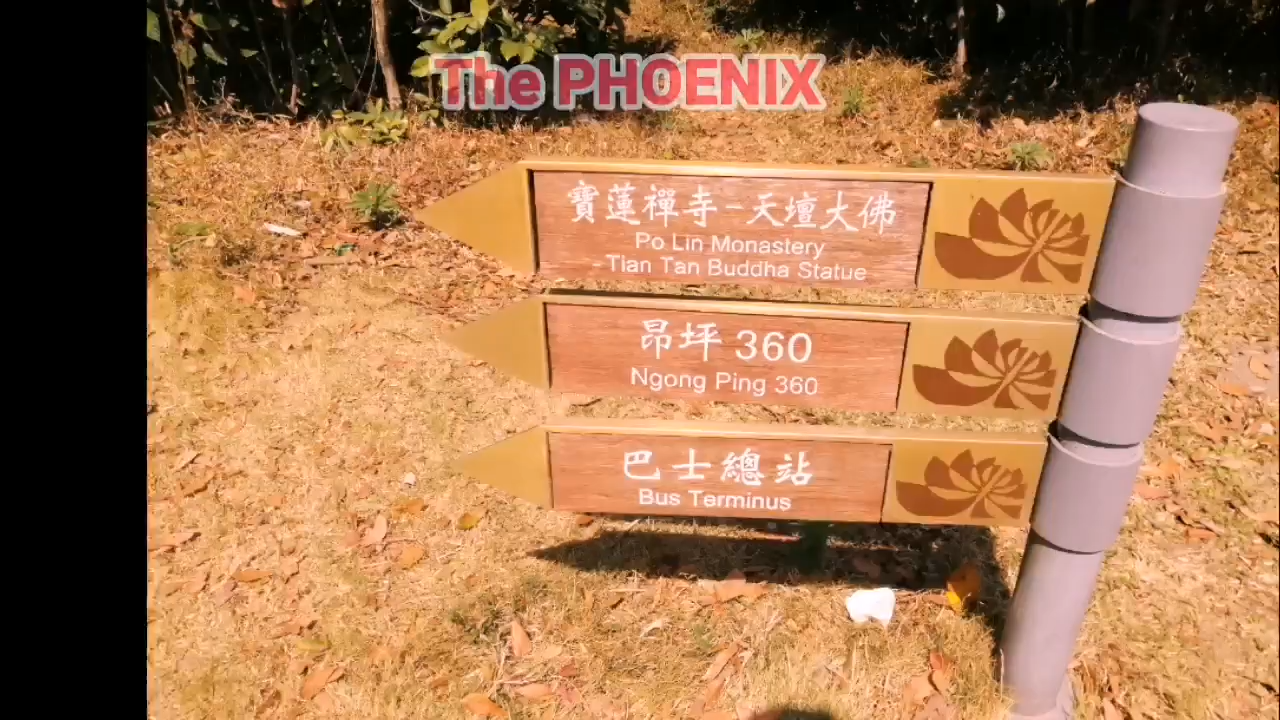 The PHOENIX
寶蓮禪寺-天壇大佛
Po Lin Monastery
-Tian Tan Buddha Statue
昂坪 360
Ngong Ping 360
巴士總站
Bus Terminus